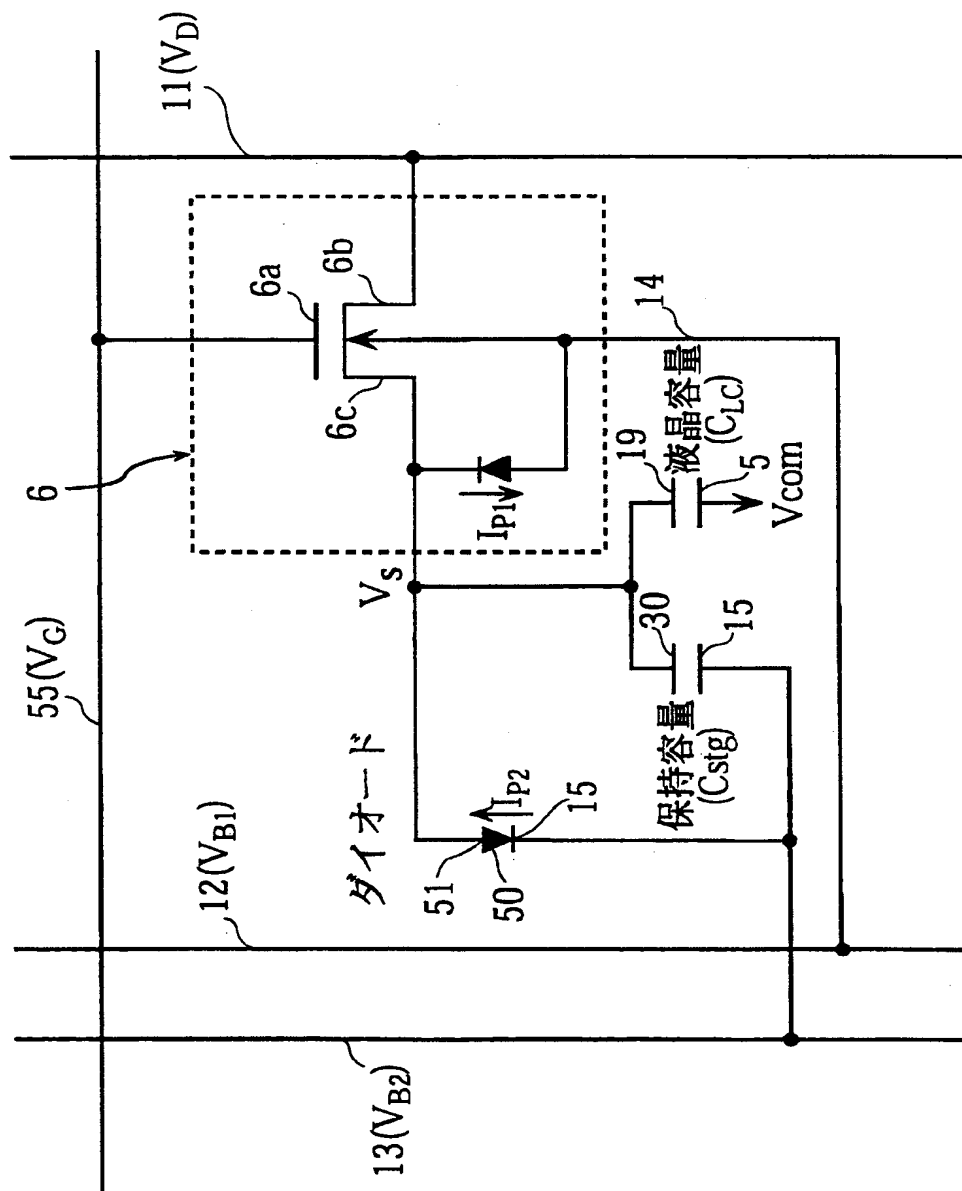 55(V_G)
6
11(V_D)
6a
6b
6c
I_P1
V_s
14
19
液晶容量
(C_LC)
5
Vcom
30
15
保持容量
(Cstg)
ダイオード
51
50
I_P2
15
12(V_B1)
13(V_B2)